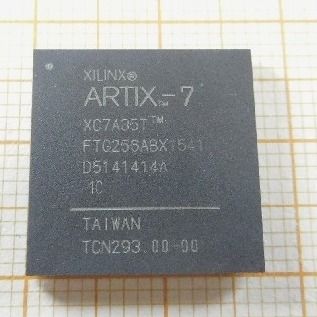 XILINX®
ARTIX-7
XC7A35T™
FTG256ABX1541
D5141414A
1C
TAIWAN
TCN293.00-00